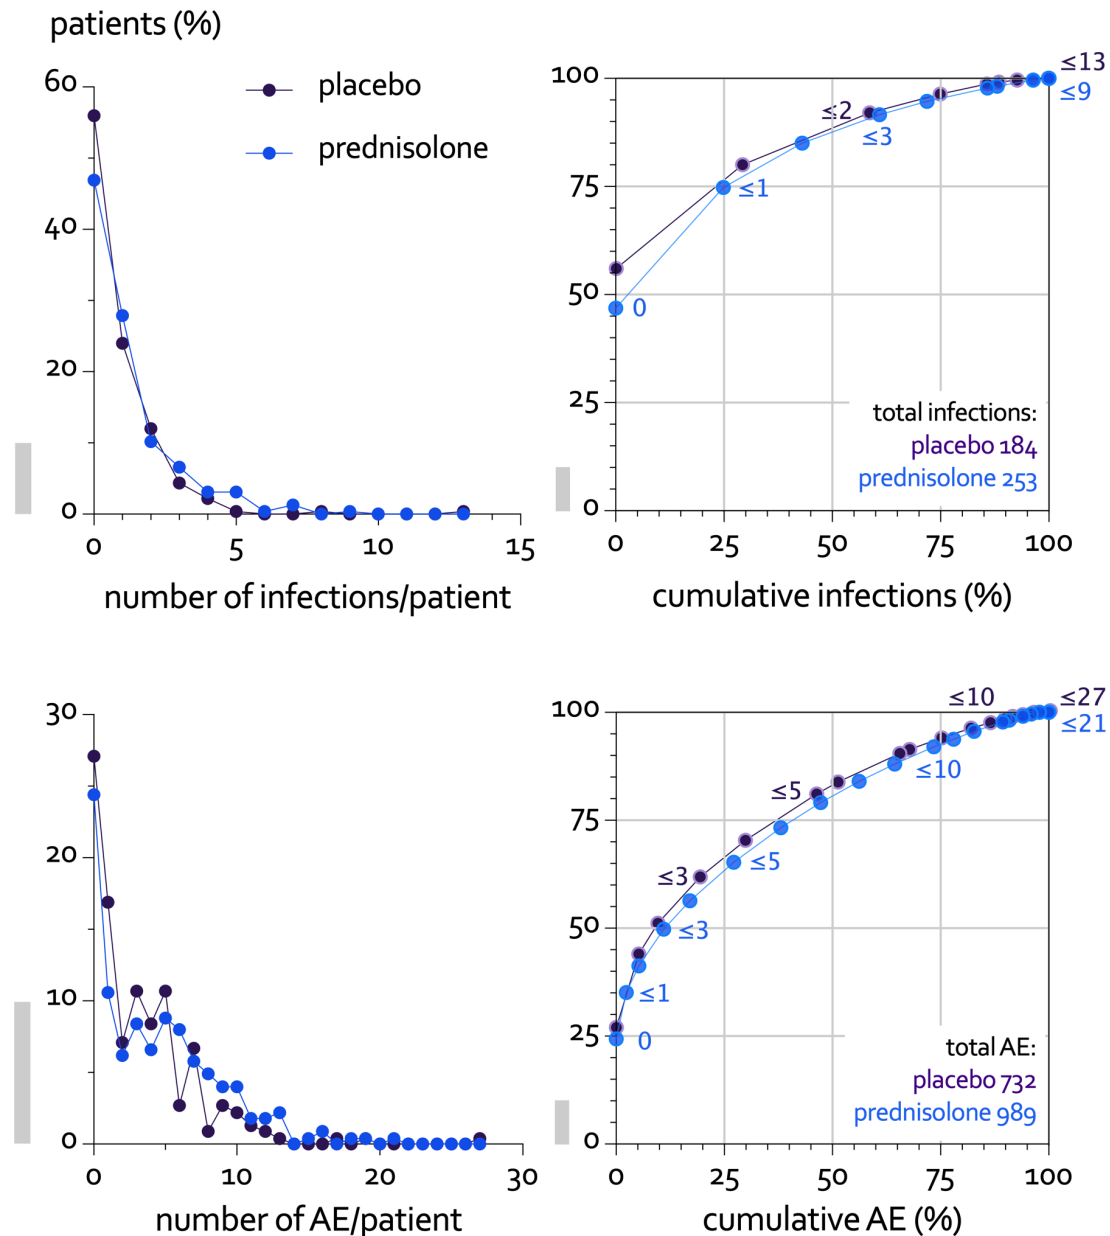 patients (%)
60
40
20
0
0 5 10 15
number of infections/patient
placebo
prednisolone
100
75
50
25
0
0 25 50 75 100
cumulative infections (%)
≤13
≤9
≤2
≤3
≤1
0
total infections:
placebo 184
prednisolone 253
30
20
10
0
0 10 20 30
number of AE/patient
100
75
50
25
0
0 25 50 75 100
cumulative AE (%)
≤10
≤27
≤21
≤5
≤10
≤3
≤5
≤3
≤1
0
total AE:
placebo 732
prednisolone 989